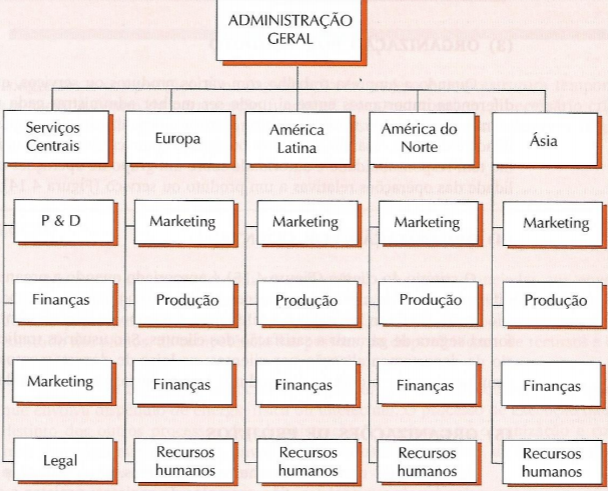 ADMINISTRAÇÃO
GERAL
Serviços
Centrais
Europa
América
Latina
América do
Norte
Ásia
P & D
Marketing
Marketing
Marketing
Marketing
Finanças
Produção
Produção
Produção
Produção
Marketing
Finanças
Finanças
Finanças
Finanças
Legal
Recursos
humanos
Recursos
humanos
Recursos
humanos
Recursos
humanos